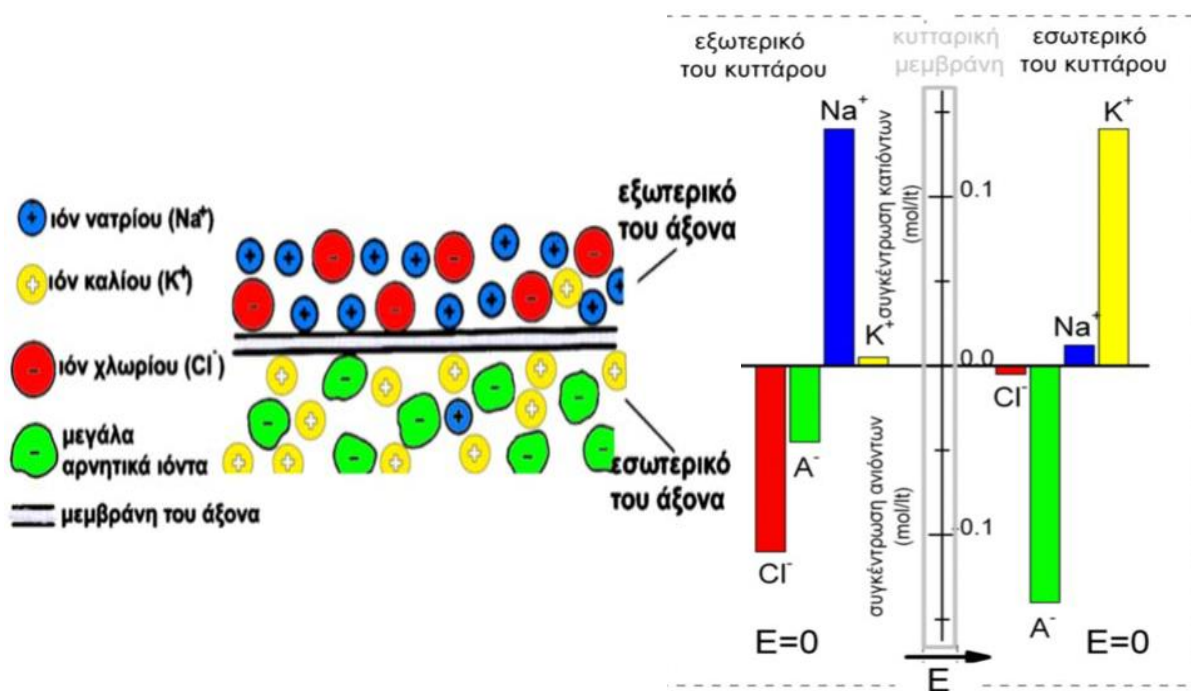 ιόν νατρίου (Na⁺)
ιόν καλίου (K⁺)
ιόν χλωρίου (Cl⁻)
μεγάλα
αρνητικά ιόντα
μεμβράνη του άξονα
εξωτερικό
του άξονα
εσωτερικό
του άξονα
εξωτερικό
του κυττάρου
κυτταρική
μεμβράνη
εσωτερικό
του κυττάρου
Na⁺
K⁺
συγκέντρωση κατιόντων
(mol/lt)
0.1
K⁺
Na⁺
0.0
Cl⁻
A⁻
συγκέντρωση ανιόντων
(mol/lt)
0.1
Cl⁻
A⁻
E=0
E=0
E